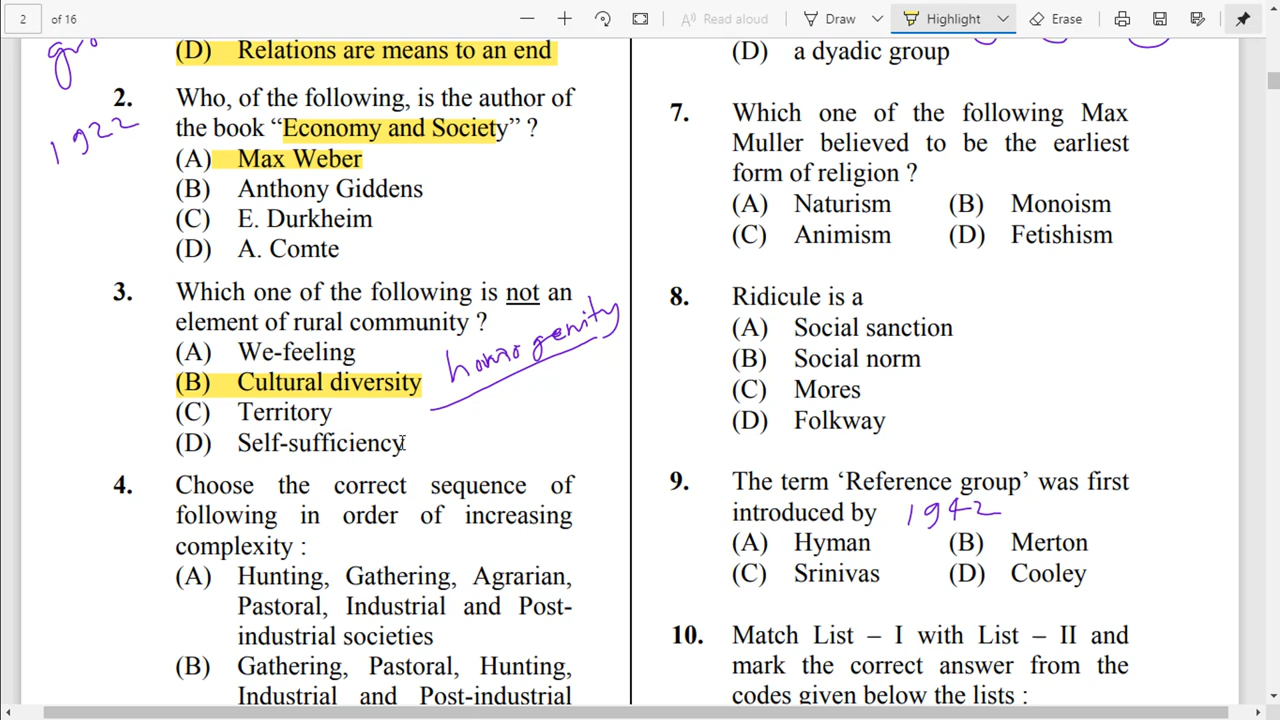 2 of 16
Read aloud
Draw
Highlight
Erase
(D) Relations are means to an end
2. Who, of the following, is the author of
the book “Economy and Society” ?
1922
(A) Max Weber
(B) Anthony Giddens
(C) E. Durkheim
(D) A. Comte
3. Which one of the following is not an
element of rural community ?
(A) We-feeling
homogenity
(B) Cultural diversity
(C) Territory
(D) Self-sufficiency
4. Choose the correct sequence of
following in order of increasing
complexity :
(A) Hunting, Gathering, Agrarian,
Pastoral, Industrial and Post-
industrial societies
(B) Gathering, Pastoral, Hunting,
Industrial and Post-industrial
(D) a dyadic group
7. Which one of the following Max
Muller believed to be the earliest
form of religion ?
(A) Naturism (B) Monoism
(C) Animism (D) Fetishism
8. Ridicule is a
(A) Social sanction
(B) Social norm
(C) Mores
(D) Folkway
9. The term ‘Reference group’ was first
introduced by 1942
(A) Hyman (B) Merton
(C) Srinivas (D) Cooley
10. Match List – I with List – II and
mark the correct answer from the
codes given below the lists :